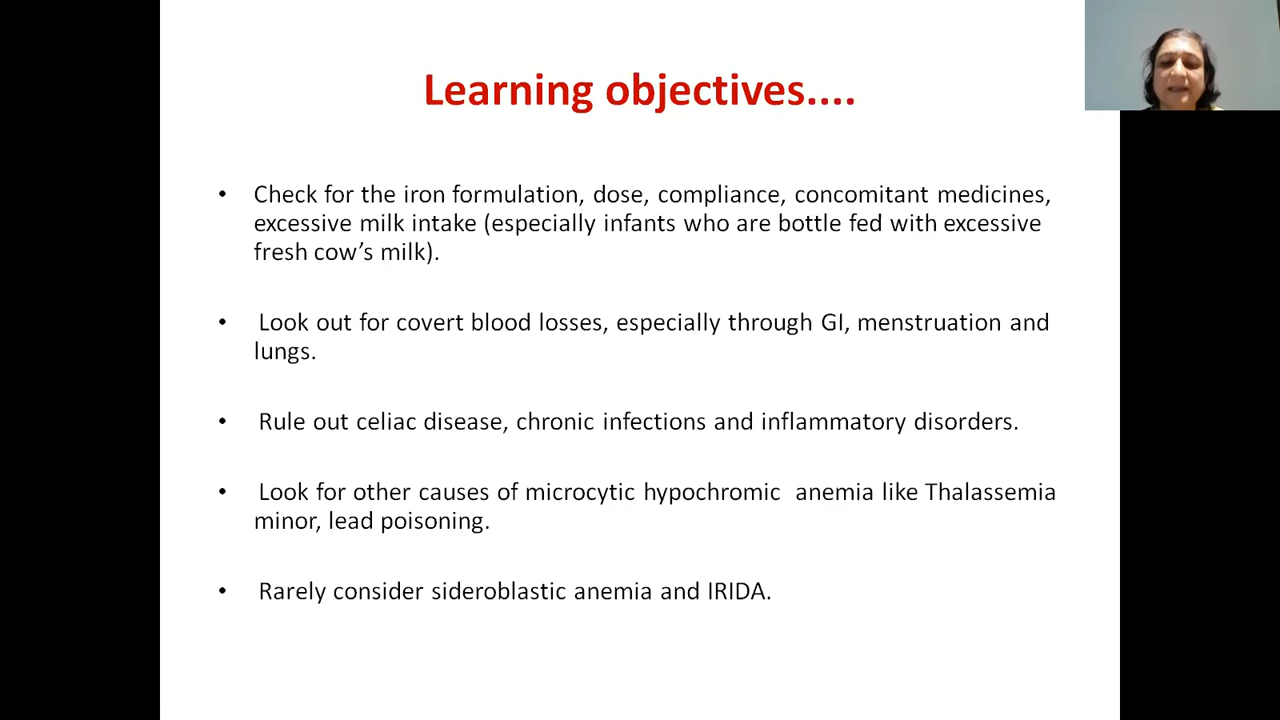 Learning objectives....
• Check for the iron formulation, dose, compliance, concomitant medicines,
excessive milk intake (especially infants who are bottle fed with excessive
fresh cow’s milk).
• Look out for covert blood losses, especially through GI, menstruation and
lungs.
• Rule out celiac disease, chronic infections and inflammatory disorders.
• Look for other causes of microcytic hypochromic  anemia like Thalassemia
minor, lead poisoning.
• Rarely consider sideroblastic anemia and IRIDA.